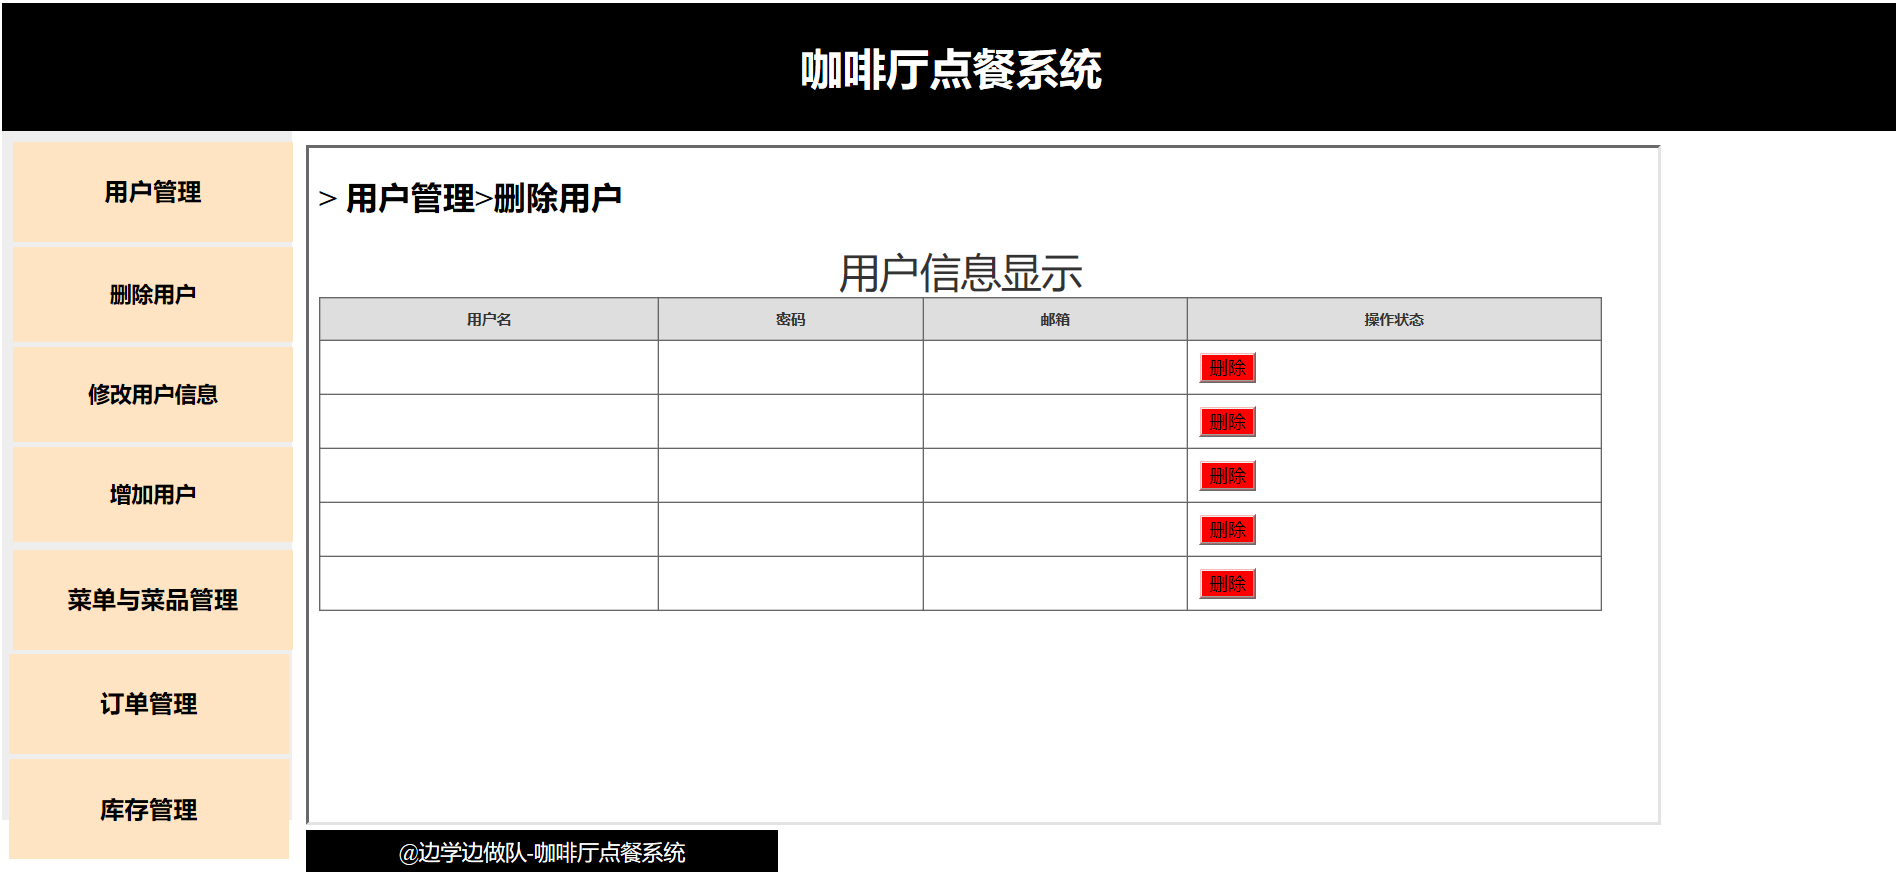 咖啡厅点餐系统
用户管理
删除用户
修改用户信息
增加用户
菜单与菜品管理
订单管理
库存管理
> 用户管理>删除用户
用户信息显示
用户名 密码 邮箱 操作状态
删除
删除
删除
删除
删除
@边学边做队-咖啡厅点餐系统